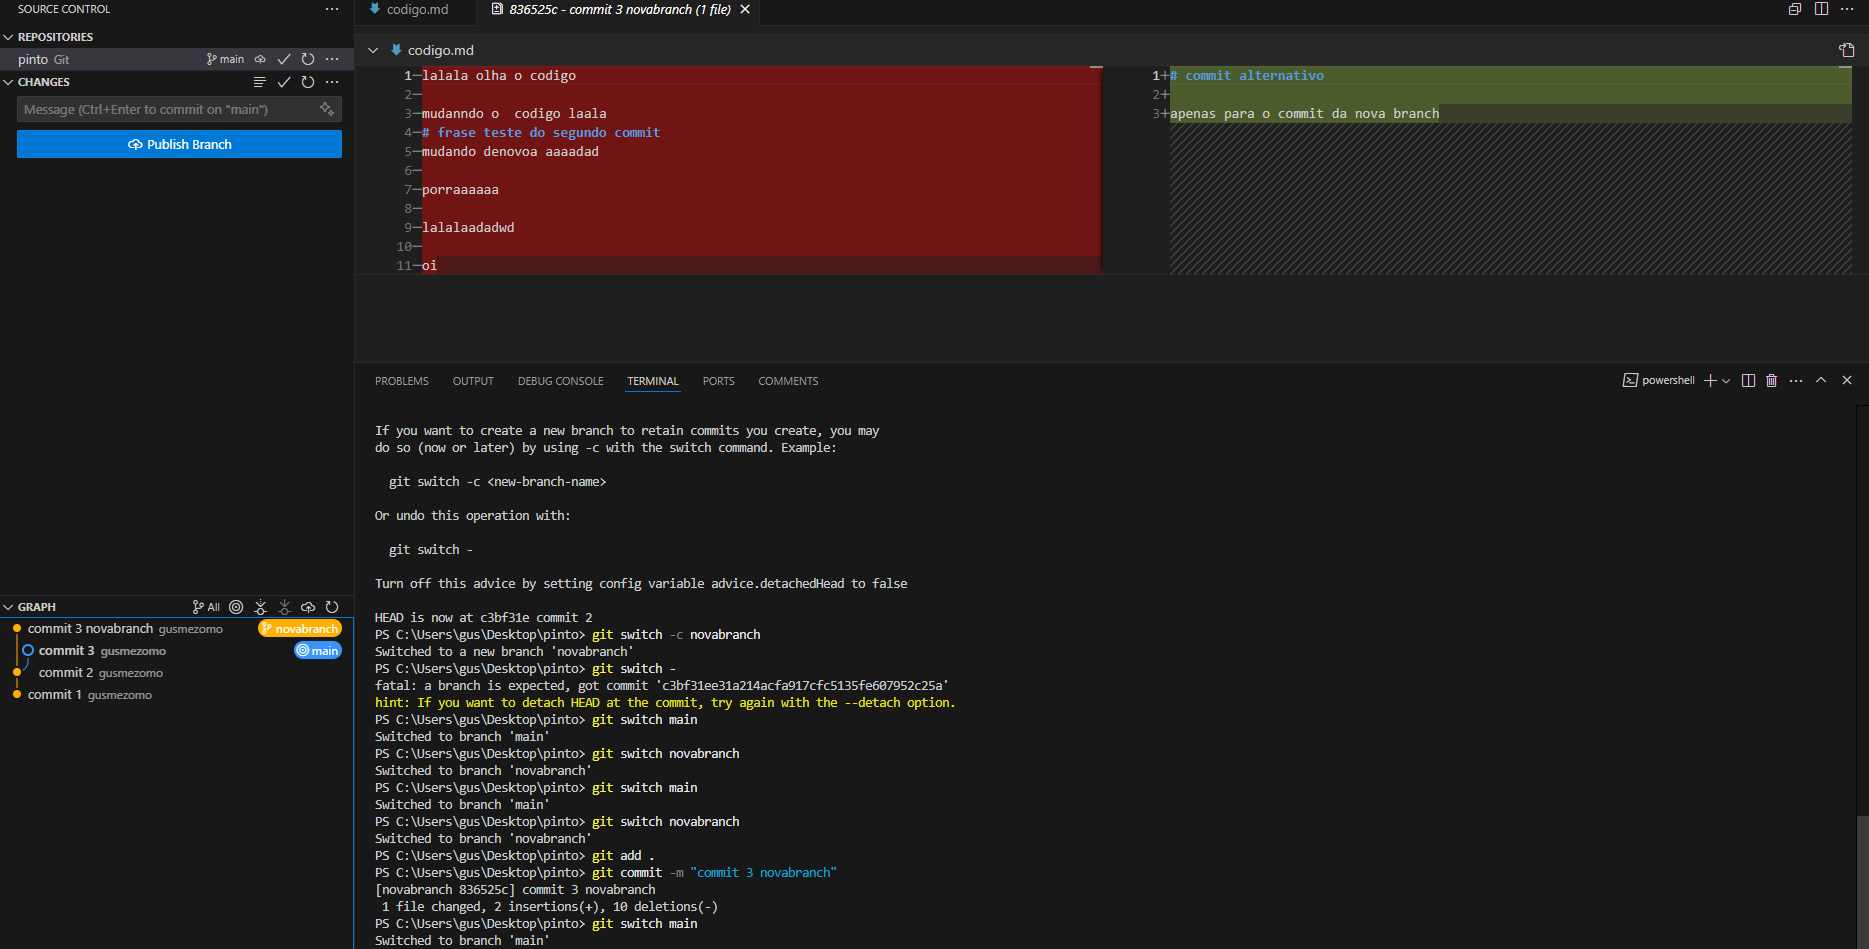 SOURCE CONTROL
REPOSITORIES
pinto Git main
CHANGES
Message (Ctrl+Enter to commit on "main")
Publish Branch
GRAPH All
commit 3 novabranch gusmezomo novabranch
commit 3 gusmezomo main
commit 2 gusmezomo
commit 1 gusmezomo
codigo.md
836525c - commit 3 novabranch (1 file)
codigo.md
1 lalala olha o codigo
2
3 mudanndo o  codigo laala
4 # frase teste do segundo commit
5 mudando denovoa aaaadad
6
7 porraaaaaa
8
9 lalalaadadwd
10
11 oi
1 # commit alternativo
2
3 apenas para o commit da nova branch
PROBLEMS OUTPUT DEBUG CONSOLE TERMINAL PORTS COMMENTS
powershell
If you want to create a new branch to retain commits you create, you may
do so (now or later) by using -c with the switch command. Example:
git switch -c <new-branch-name>
Or undo this operation with:
git switch -
Turn off this advice by setting config variable advice.detachedHead to false
HEAD is now at c3bf31e commit 2
PS C:\Users\gus\Desktop\pinto> git switch -c novabranch
Switched to a new branch 'novabranch'
PS C:\Users\gus\Desktop\pinto> git switch -
fatal: a branch is expected, got commit 'c3bf31ee31a214acfa917cfc5135fe607952c25a'
hint: If you want to detach HEAD at the commit, try again with the --detach option.
PS C:\Users\gus\Desktop\pinto> git switch main
Switched to branch 'main'
PS C:\Users\gus\Desktop\pinto> git switch novabranch
Switched to branch 'novabranch'
PS C:\Users\gus\Desktop\pinto> git switch main
Switched to branch 'main'
PS C:\Users\gus\Desktop\pinto> git switch novabranch
Switched to branch 'novabranch'
PS C:\Users\gus\Desktop\pinto> git add .
PS C:\Users\gus\Desktop\pinto> git commit -m "commit 3 novabranch"
[novabranch 836525c] commit 3 novabranch
1 file changed, 2 insertions(+), 10 deletions(-)
PS C:\Users\gus\Desktop\pinto> git switch main
Switched to branch 'main'